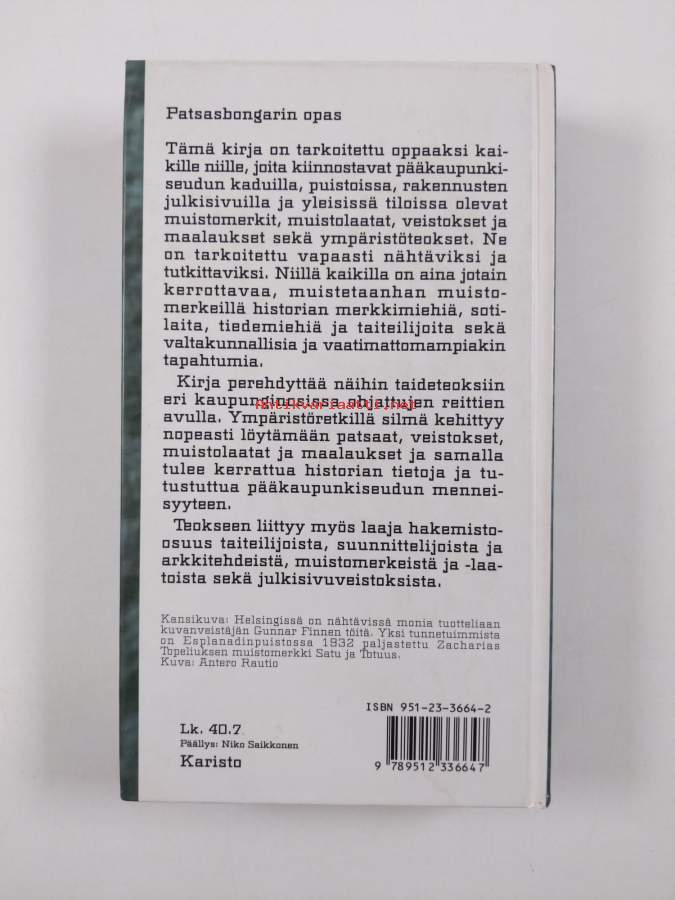 Patsasbongarin opas
Tämä kirja on tarkoitettu oppaaksi kai-
kille niille, joita kiinnostavat pääkaupunki-
seudun kaduilla, puistoissa, rakennusten
julkisivuilla ja yleisissä tiloissa olevat
muistomerkit, muistolaatat, veistokset ja
maalaukset sekä ympäristöteokset. Ne
on tarkoitettu vapaasti nähtäviksi ja
tutkittaviksi. Niillä kaikilla on aina jotain
kerrottavaa, muistetaanhan muisto-
merkeillä historian merkkimiehiä, soti-
laita, tiedemiehiä ja taiteilijoita sekä
valtakunnallisia ja vaatimattomampiakin
tapahtumia.
Kirja perehdyttää näihin taideteoksiin
eri kaupunginosissa ohjattujen reittien
Antikvariaatti.net
avulla. Ympäristöretkillä silmä kehittyy
nopeasti löytämään patsaat, veistokset,
muistolaatat ja maalaukset ja samalla
tulee kerrattua historian tietoja ja tu-
tustuttua pääkaupunkiseudun mennei-
syyteen.
Teokseen liittyy myös laaja hakemisto-
osuus taiteilijoista, suunnittelijoista ja
arkkitehdeistä, muistomerkeistä ja -laa-
toista sekä julkisivuveistoksista.
Kansikuva: Helsingissä on nähtävissä monia tuotteliaan
kuvanveistäjän Gunnar Finnen töitä. Yksi tunnetuimmista
on Esplanadinpuistossa 1932 paljastettu Zacharias
Topeliuksen muistomerkki Satu ja Totuus.
Kuva: Antero Rautio
ISBN 951-23-3664-2
Lk. 40.7
Päällys: Niko Saikkonen
Karisto
9 789512 336647